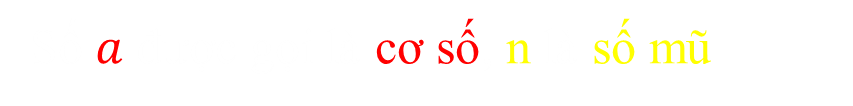 a cơ số n số mũ